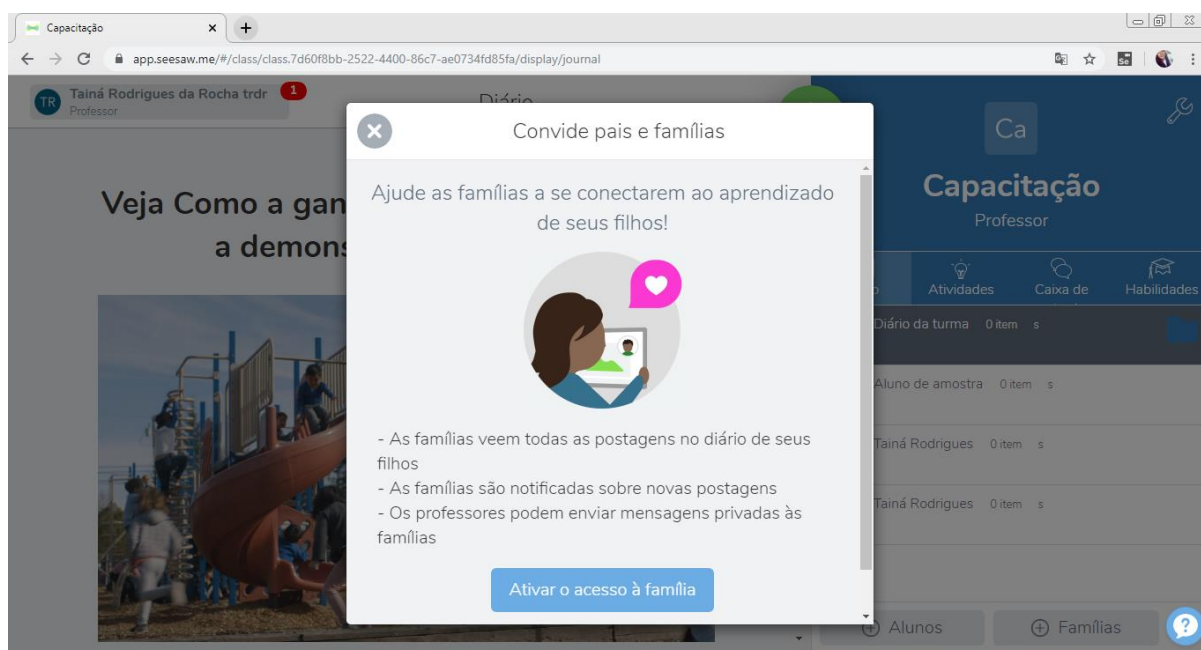 Capacitação
app.seesaw.me/#/class/class.7d60f8bb-2522-4400-86c7-ae0734fd85fa/display/journal
TR
Tainá Rodrigues da Rocha trdr
1
Professor
Diário
Veja Como a gan
a demons
Convide pais e famílias
Ajude as famílias a se conectarem ao aprendizado
de seus filhos!
- As famílias veem todas as postagens no diário de seus
filhos
- As famílias são notificadas sobre novas postagens
- Os professores podem enviar mensagens privadas às
famílias
Ativar o acesso à família
Ca
Capacitação
Professor
Atividades
Caixa de
Habilidades
Diário da turma 0 item s
Aluno de amostra 0 item s
Tainá Rodrigues 0 item s
Tainá Rodrigues 0 item s
Alunos
Famílias
?